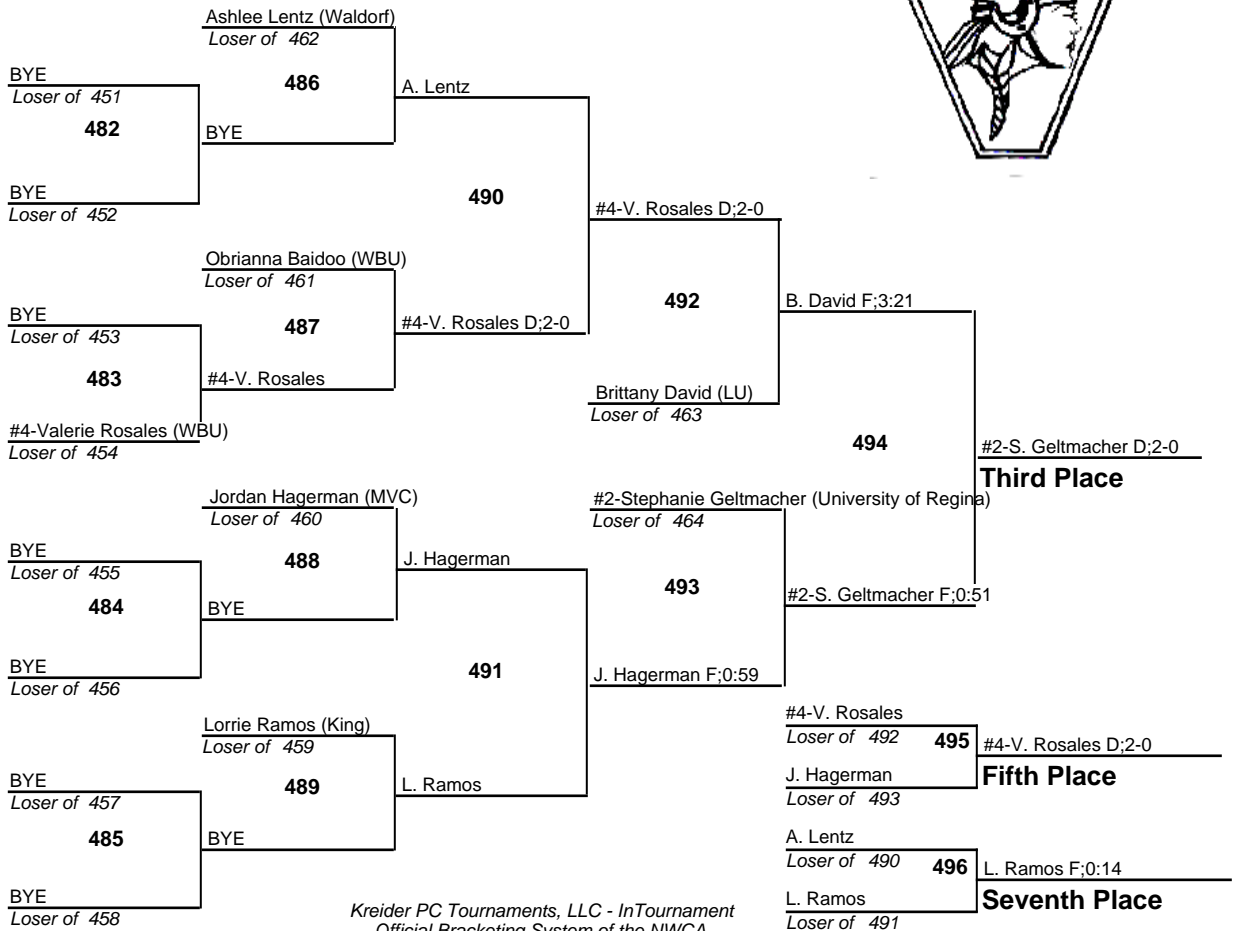 Ashlee Lentz (Waldorf)
Loser of 462
486
BYE
Loser of 451
482
BYE
Loser of 452
BYE
A. Lentz
490
Obrianna Baidoo (WBU)
Loser of 461
487
BYE
Loser of 453
483
#4-Valerie Rosales (WBU)
Loser of 454
#4-V. Rosales
#4-V. Rosales D;2-0
#4-V. Rosales D;2-0
492
Brittany David (LU)
Loser of 463
B. David F;3:21
494
#2-S. Geltmacher D;2-0
Third Place
Jordan Hagerman (MVC)
Loser of 460
488
BYE
Loser of 455
484
BYE
Loser of 456
BYE
J. Hagerman
491
#2-Stephanie Geltmacher (University of Regina)
Loser of 464
493
#2-S. Geltmacher F;0:51
J. Hagerman F;0:59
Lorrie Ramos (King)
Loser of 459
489
BYE
Loser of 457
485
BYE
Loser of 458
BYE
L. Ramos
#4-V. Rosales
Loser of 492
495
J. Hagerman
Loser of 493
#4-V. Rosales D;2-0
Fifth Place
A. Lentz
Loser of 490
496
L. Ramos
Loser of 491
L. Ramos F;0:14
Seventh Place
Kreider PC Tournaments, LLC - InTournament
Official Bracketing System of the NWCA